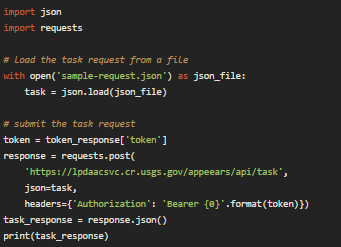 import json
import requests

# load the task request from a file
with open('sample-request.json') as json_file:
    task = json.load(json_file)

# submit the task request
token = token_response['token']
response = requests.post(
    'https://lpdaacsvc.cr.usgs.gov/appeears/api/task',
    json=task,
    headers={'Authorization': 'Bearer {0}'.format(token)})
task_response = response.json()
print(task_response)